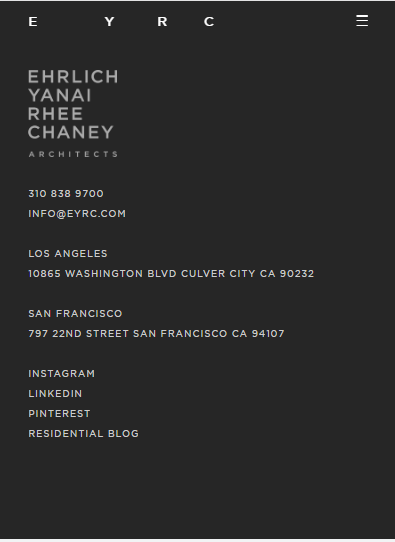 E Y R C
EHRLICH
YANAI
RHEE
CHANEY
ARCHITECTS
310 838 9700
INFO@EYRC.COM
LOS ANGELES
10865 WASHINGTON BLVD CULVER CITY CA 90232
SAN FRANCISCO
797 22ND STREET SAN FRANCISCO CA 94107
INSTAGRAM
LINKEDIN
PINTEREST
RESIDENTIAL BLOG